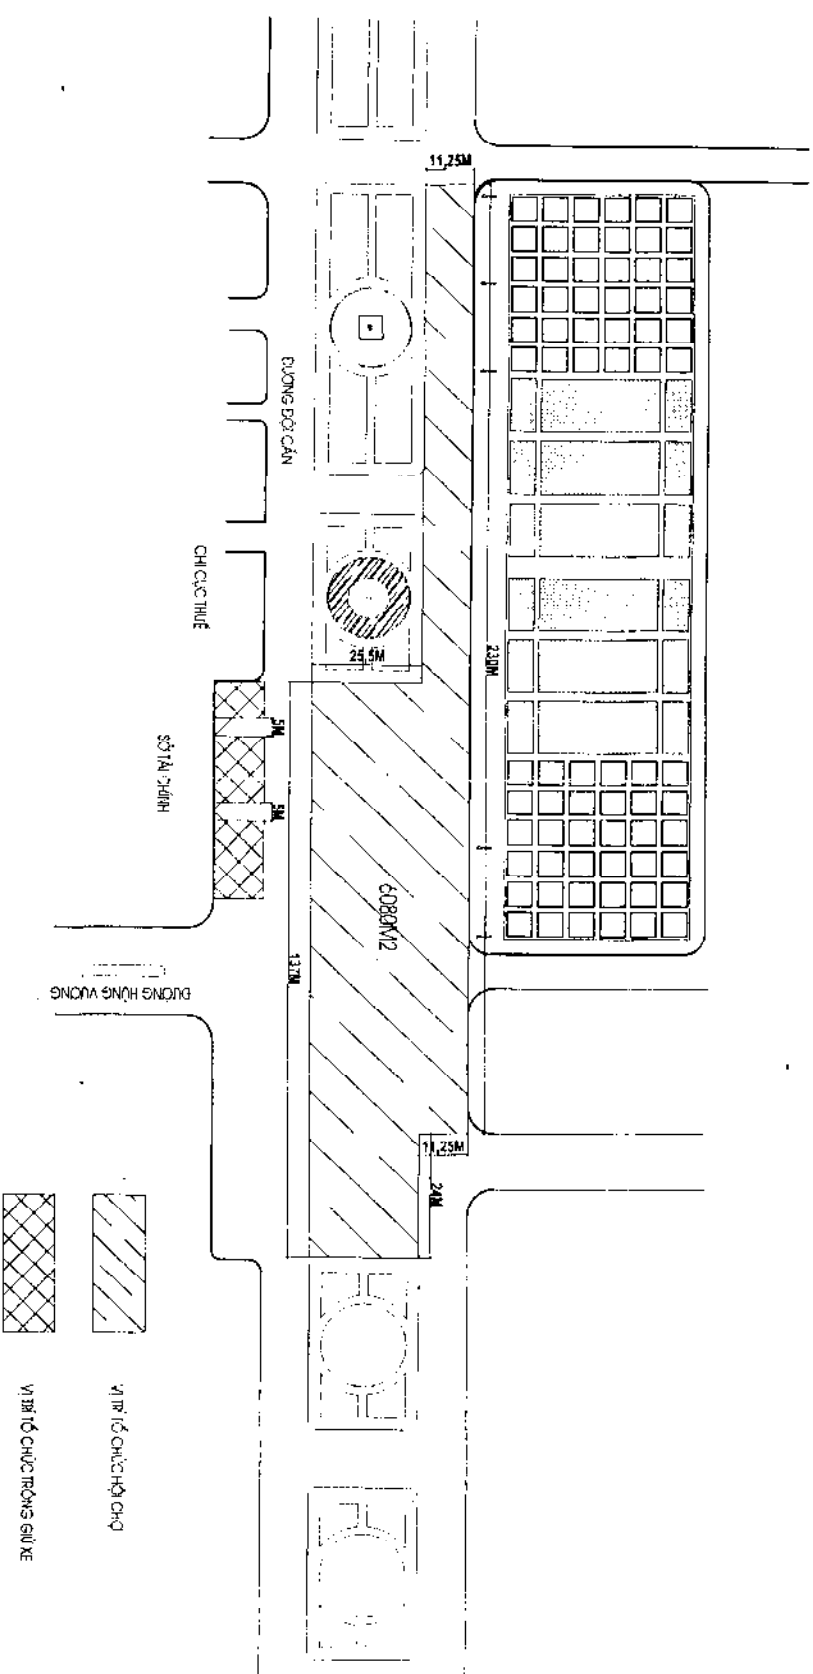 11,25M
ĐƯỜNG ĐỘI CẤN
CHI CỤC THUẾ
25,5M
230M
5M
SỞ TÀI CHÍNH
5M
6080M2
137M
ĐƯỜNG HÙNG VƯƠNG
11,25M
24M
VỊ TRÍ TỔ CHỨC HỘI CHỢ
VỊ TRÍ TỔ CHỨC TRÔNG GIỮ XE